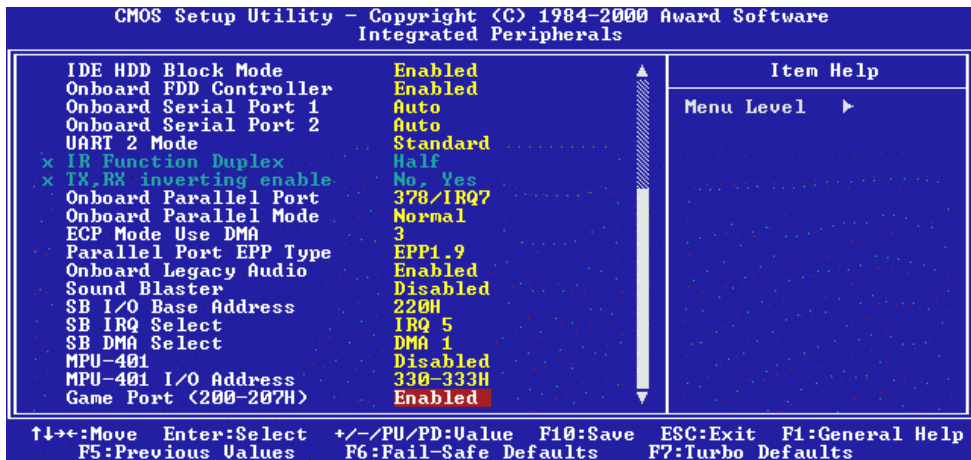 CMOS Setup Utility - Copyright (C) 1984-2000 Award Software
Integrated Peripherals
IDE HDD Block Mode Enabled
Onboard FDD Controller Enabled
Onboard Serial Port 1 Auto
Onboard Serial Port 2 Auto
UART 2 Mode Standard
x IR Function Duplex Half
x TX,RX inverting enable No, Yes
Onboard Parallel Port 378/IRQ7
Onboard Parallel Mode Normal
ECP Mode Use DMA 3
Parallel Port EPP Type EPP1.9
Onboard Legacy Audio Enabled
Sound Blaster Disabled
SB I/O Base Address 220H
SB IRQ Select IRQ 5
SB DMA Select DMA 1
MPU-401 Disabled
MPU-401 I/O Address 330-333H
Game Port (200-207H) Enabled
Item Help
Menu Level ►
↑↓→←:Move Enter:Select +/-/PU/PD:Value F10:Save ESC:Exit F1:General Help
F5:Previous Values F6:Fail-Safe Defaults F7:Turbo Defaults